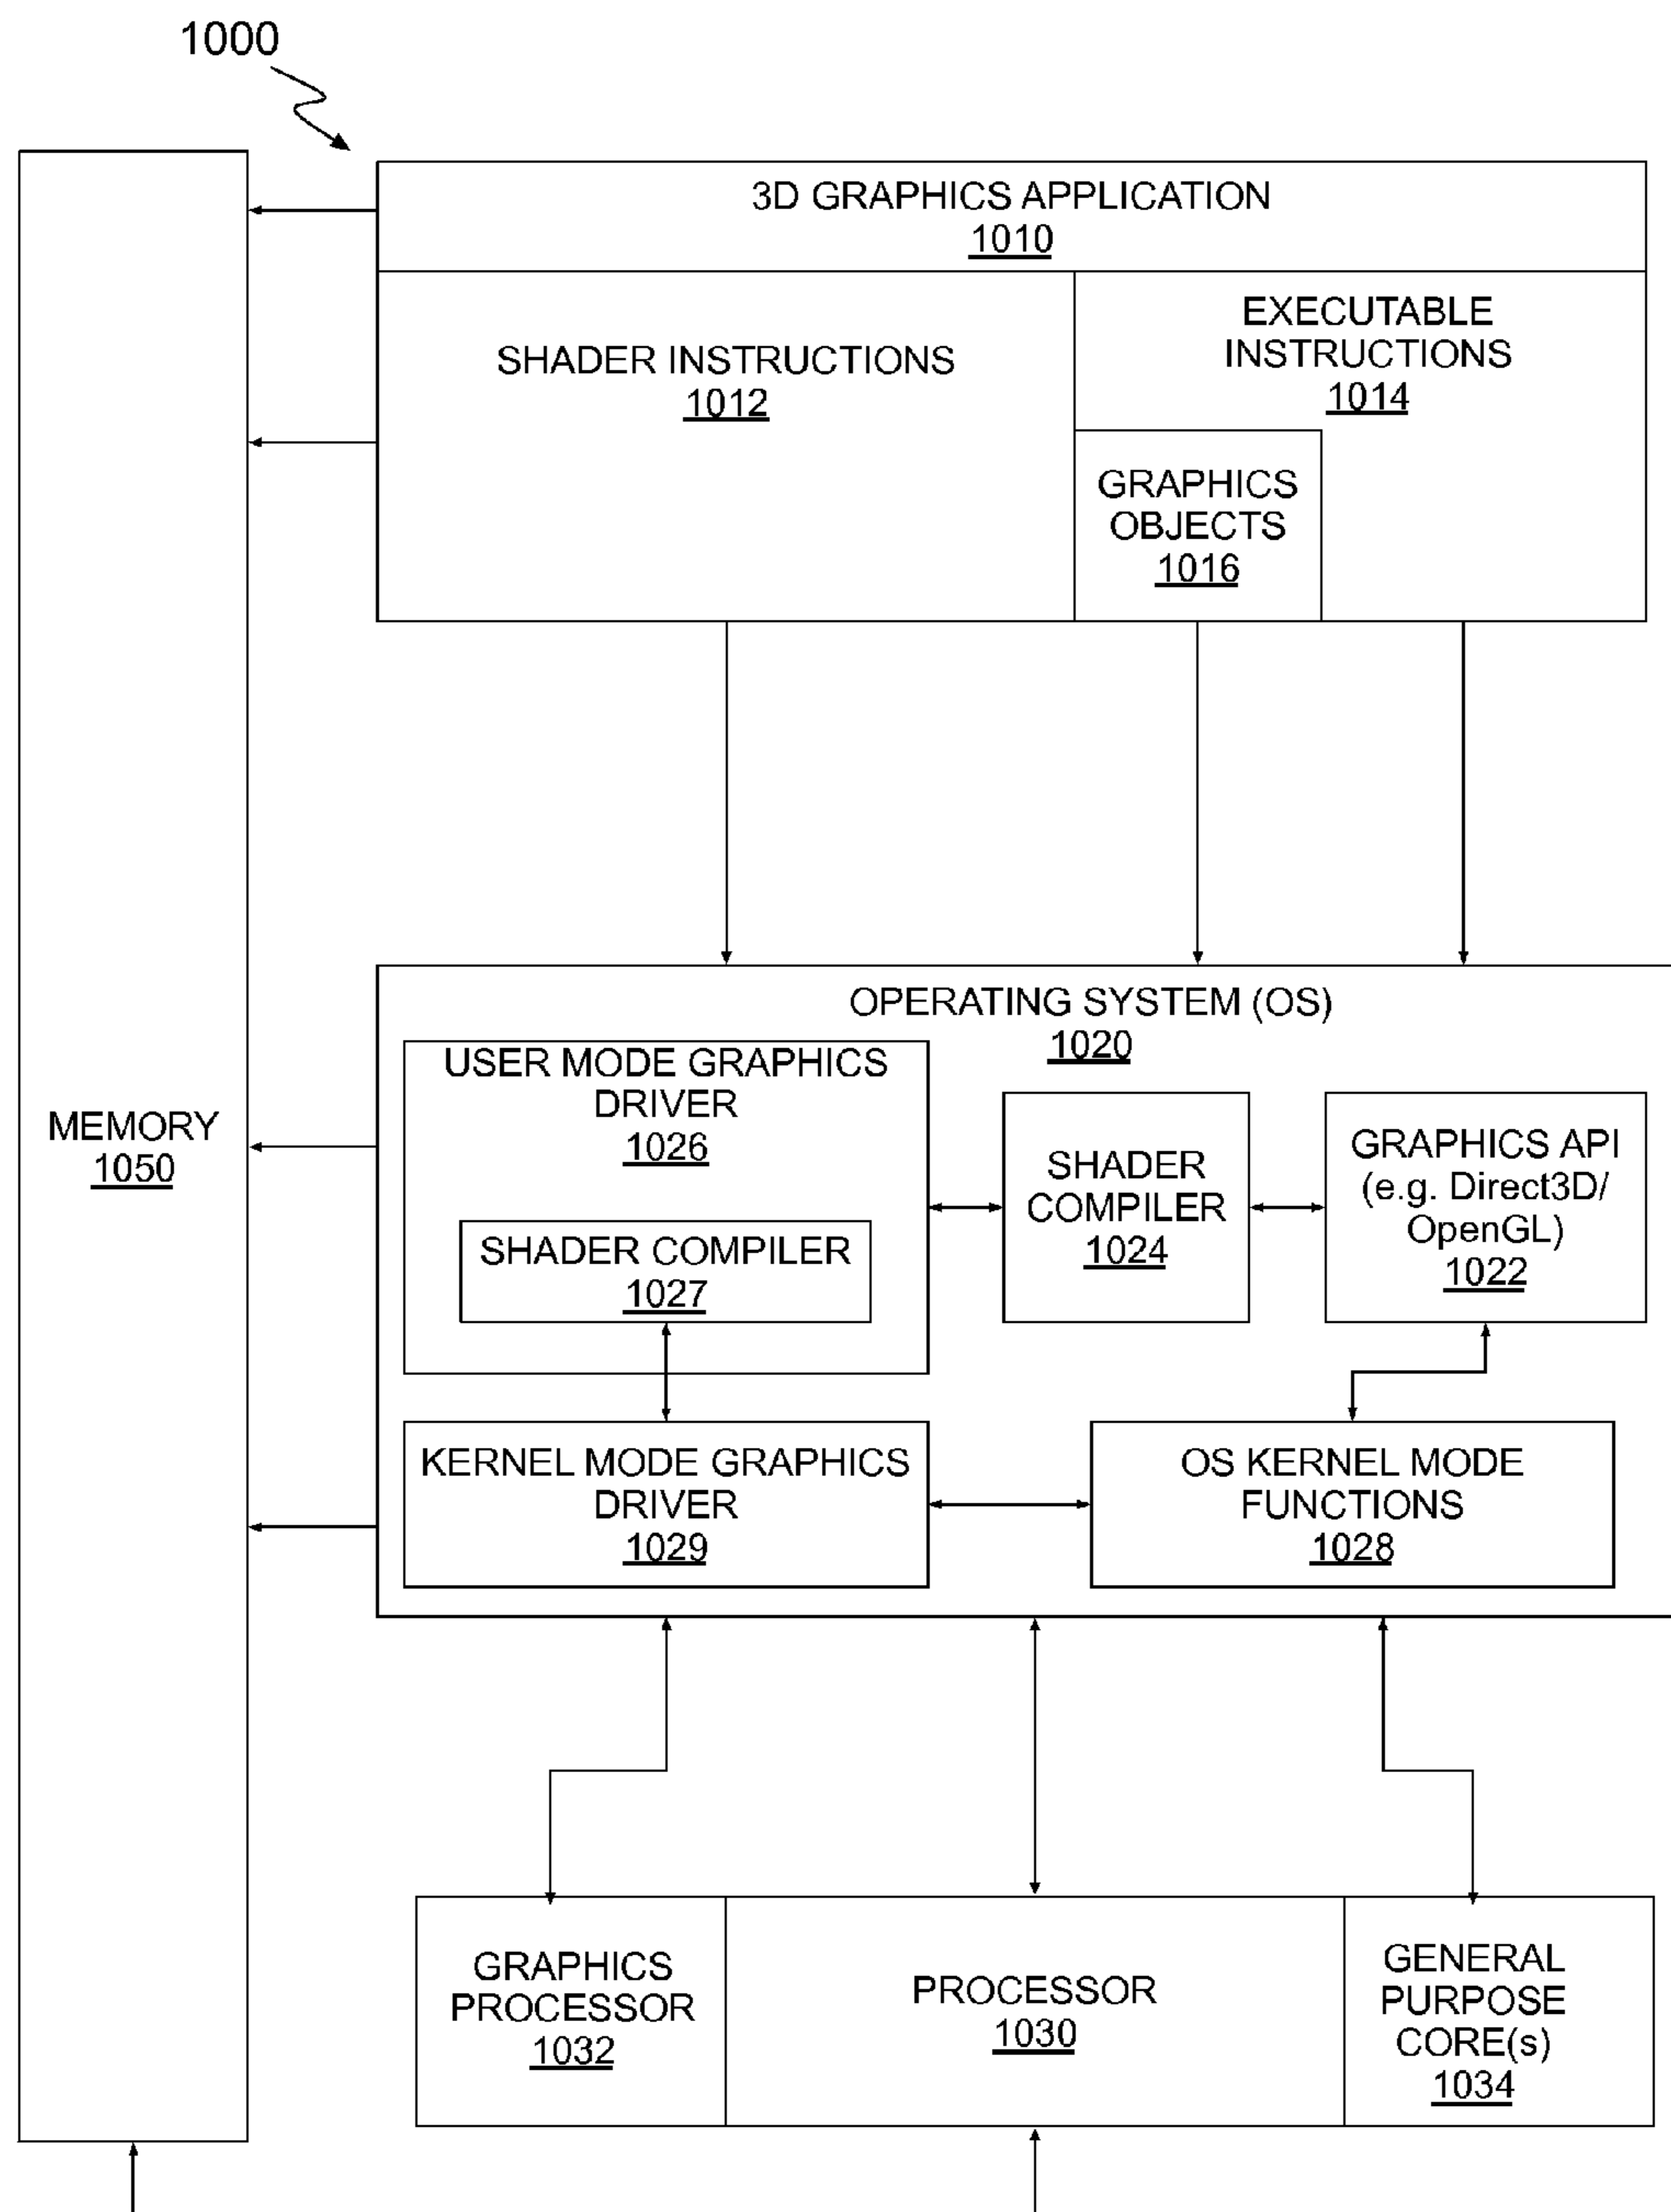 1000
3D GRAPHICS APPLICATION
1010
SHADER INSTRUCTIONS
1012
EXECUTABLE
INSTRUCTIONS
1014
GRAPHICS
OBJECTS
1016
MEMORY
1050
OPERATING SYSTEM (OS)
1020
USER MODE GRAPHICS
DRIVER
1026
SHADER COMPILER
1027
SHADER
COMPILER
1024
GRAPHICS API
(e.g. Direct3D/
OpenGL)
1022
KERNEL MODE GRAPHICS
DRIVER
1029
OS KERNEL MODE
FUNCTIONS
1028
GRAPHICS
PROCESSOR
1032
PROCESSOR
1030
GENERAL
PURPOSE
CORE(s)
1034